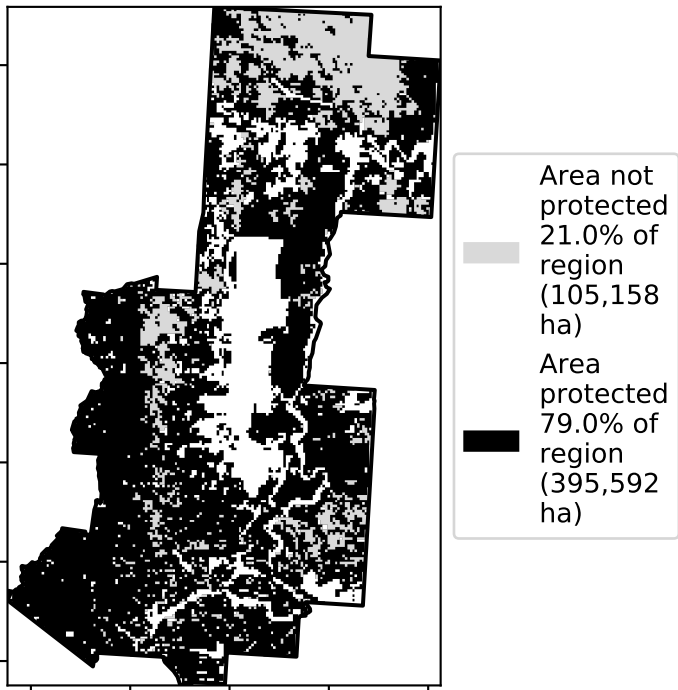 Area not
protected
21.0% of
region
(105,158
ha)
Area
protected
79.0% of
region
(395,592
ha)